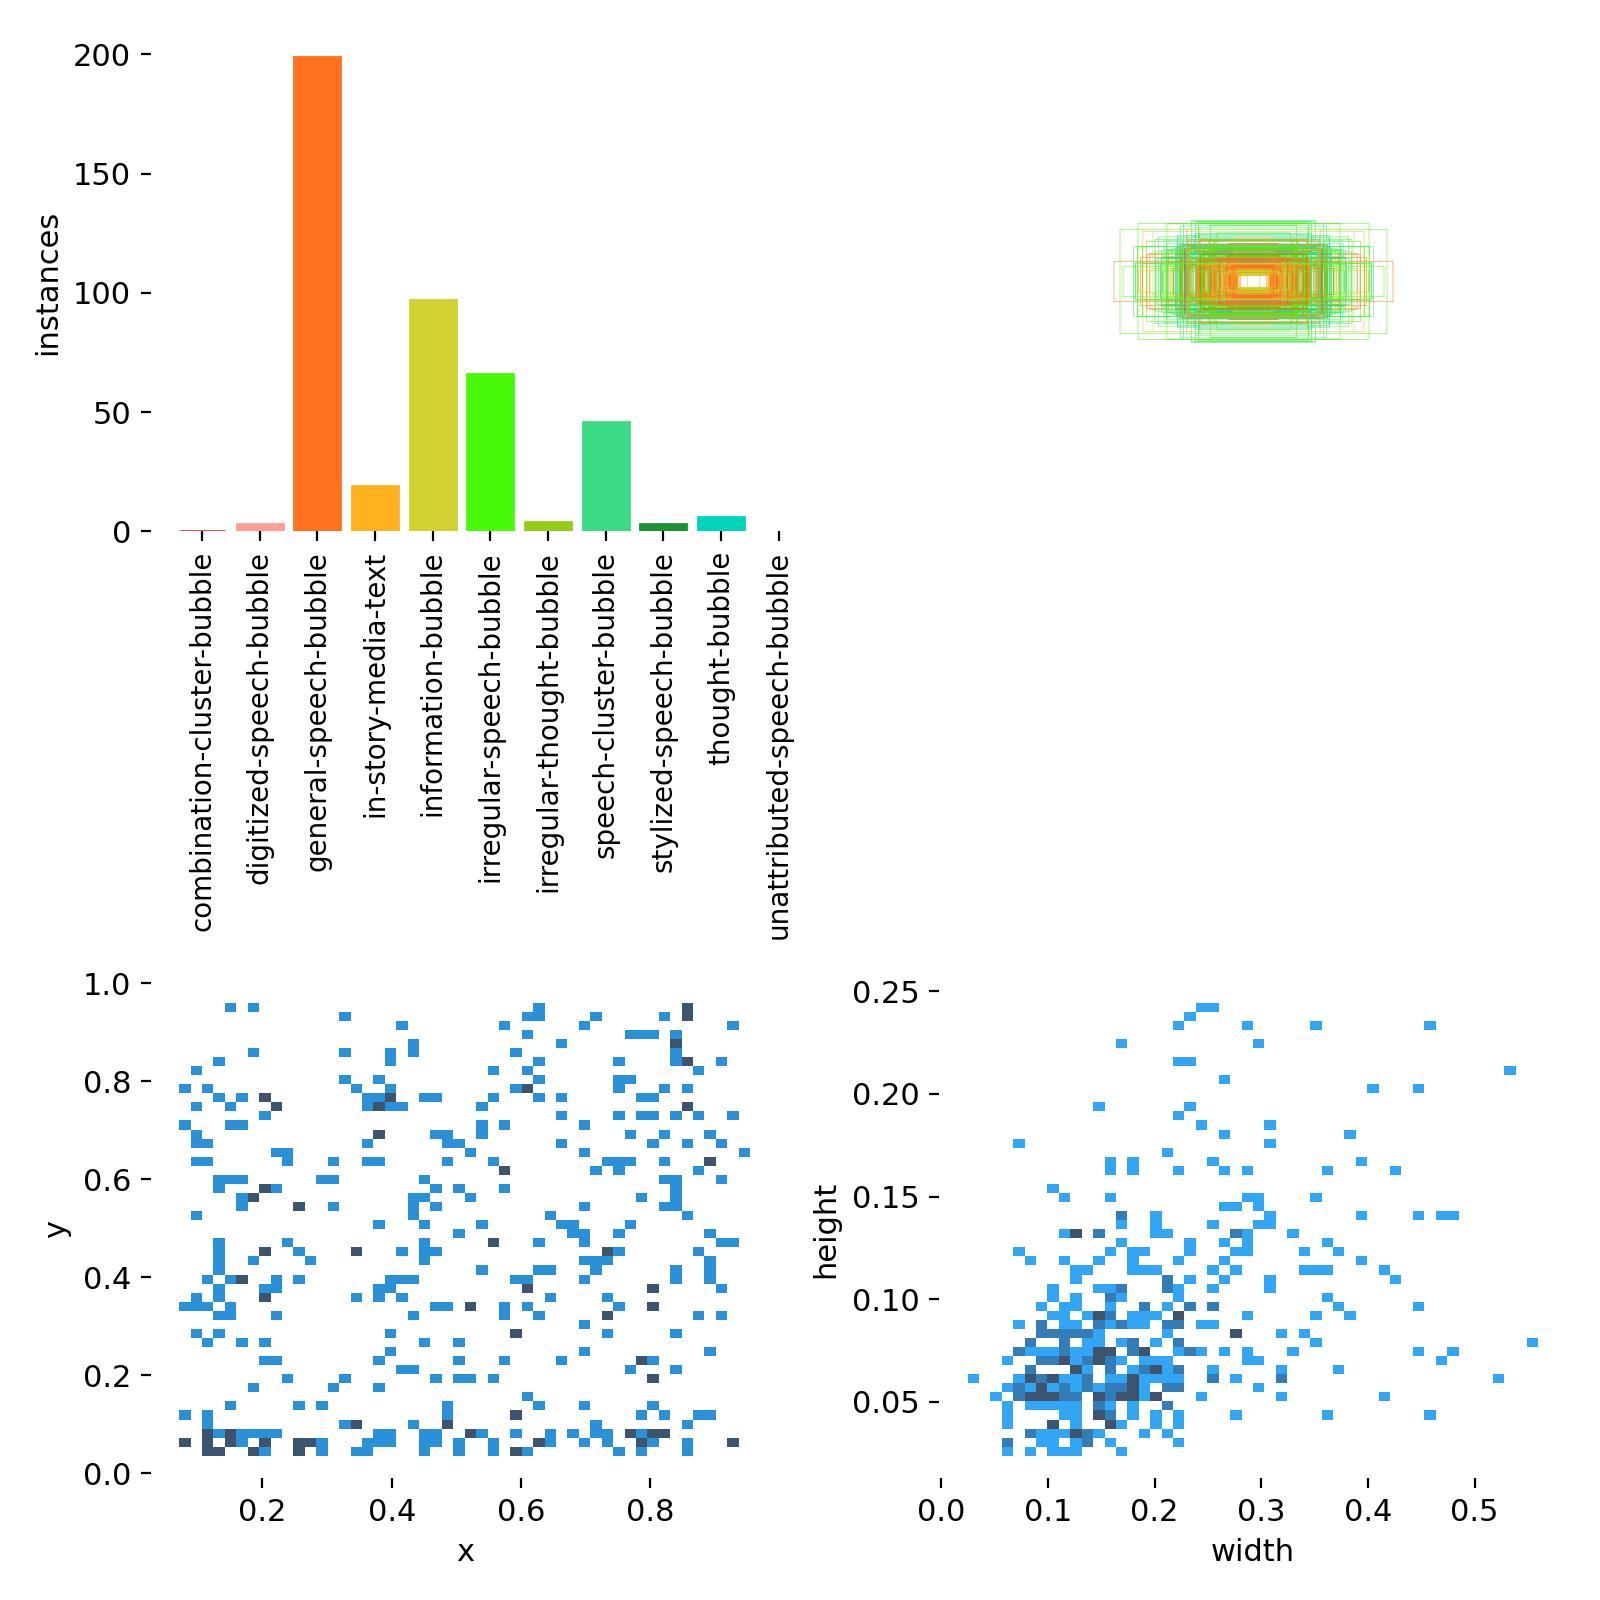 200
150
100
50
0
instances
combination-cluster-bubble
digitized-speech-bubble
general-speech-bubble
in-story-media-text
information-bubble
irregular-speech-bubble
irregular-thought-bubble
speech-cluster-bubble
stylized-speech-bubble
thought-bubble
unattributed-speech-bubble
1.0
0.8
0.6
0.4
0.2
0.0
y
0.2 0.4 0.6 0.8
x
0.25
0.20
0.15
0.10
0.05
height
0.0 0.1 0.2 0.3 0.4 0.5
width